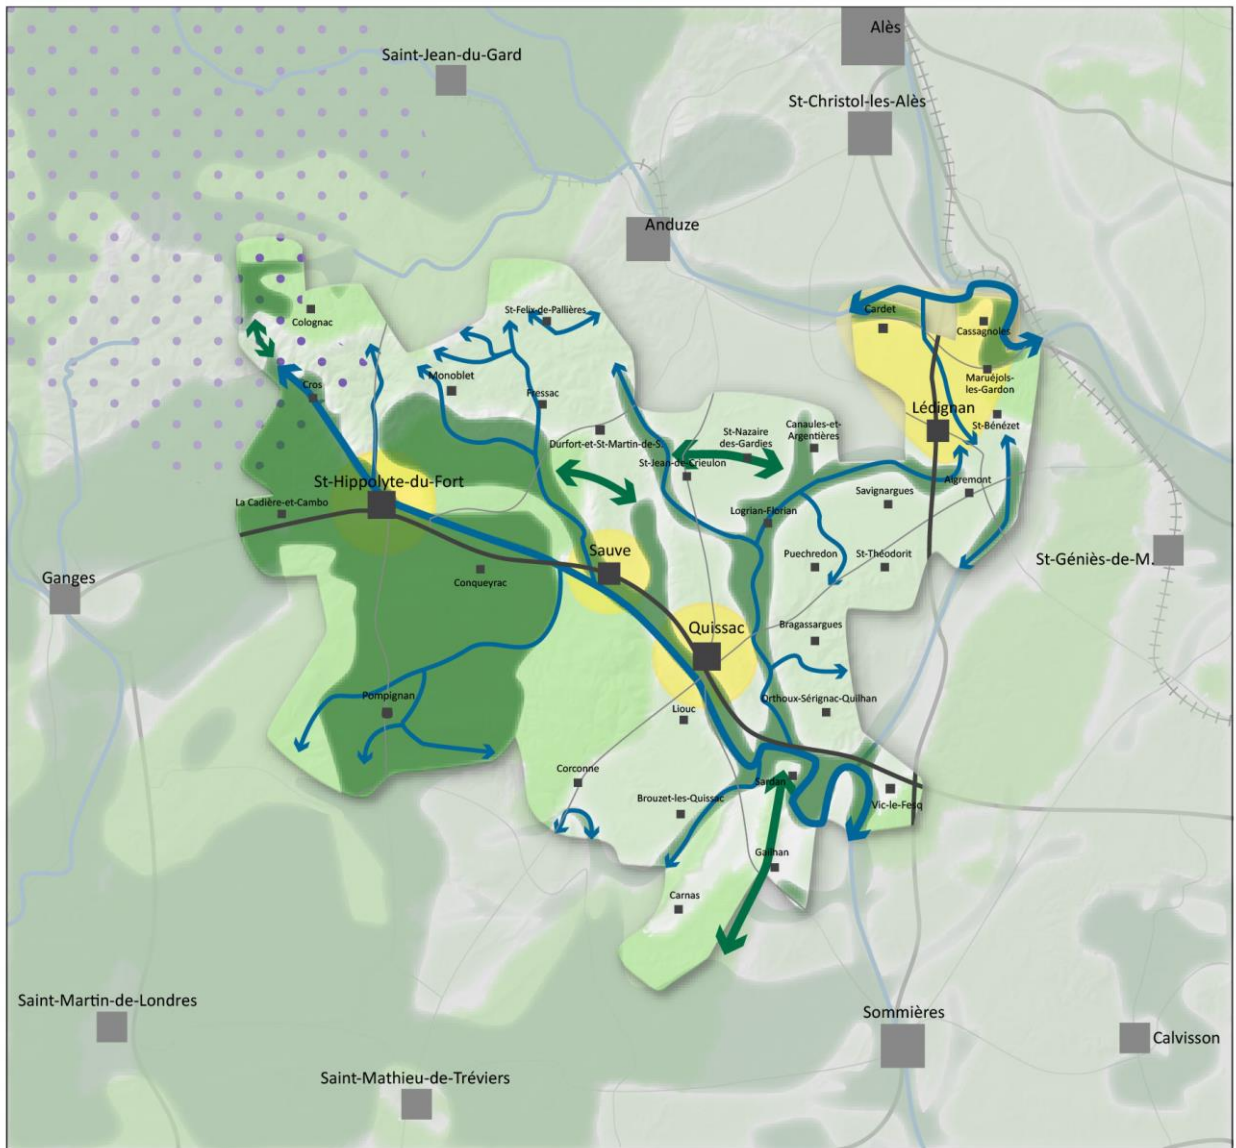 Alès
Saint-Jean-du-Gard
St-Christol-les-Alès
Anduze
St-Felix-de-Pallières
Colognac
Cardet
Cassagnoles
Monoblet
Cros
Fressac
Maruéjols-
les-Gardon
Lédignan
St-Bénézet
Durfort-et-St-Martin-de-S.
St-Nazaire
des-Gardies
Canaules-et-
Argentières
St-Jean-de-Crieulon
St-Hippolyte-du-Fort
La Cadière-et-Cambo
Savignargues
Aigremont
Logrian-Florian
Sauve
Puechredon
St-Théodorit
St-Géniès-de-M.
Ganges
Conqueyrac
Quissac
Bragassargues
Pompignan
Liouc
Orthoux-Sérignac-Quilhan
Corconne
Sardan
Brouzet-les-Quissac
Vic-le-Fesq
Gailhan
Carnas
Saint-Martin-de-Londres
Sommières
Calvisson
Saint-Mathieu-de-Tréviers